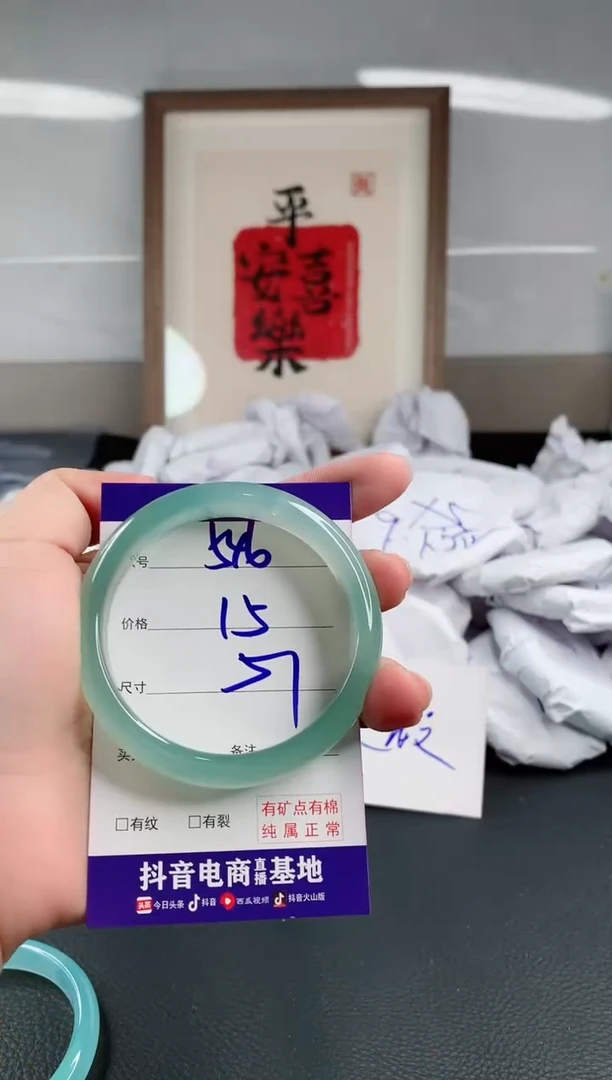 平
安喜
樂
号 546
价格 15
尺寸 57
备注
□有纹 □有裂
有矿点有棉
纯属正常
抖音电商直播基地
头条 今日头条 抖音 西瓜视频 抖音火山版